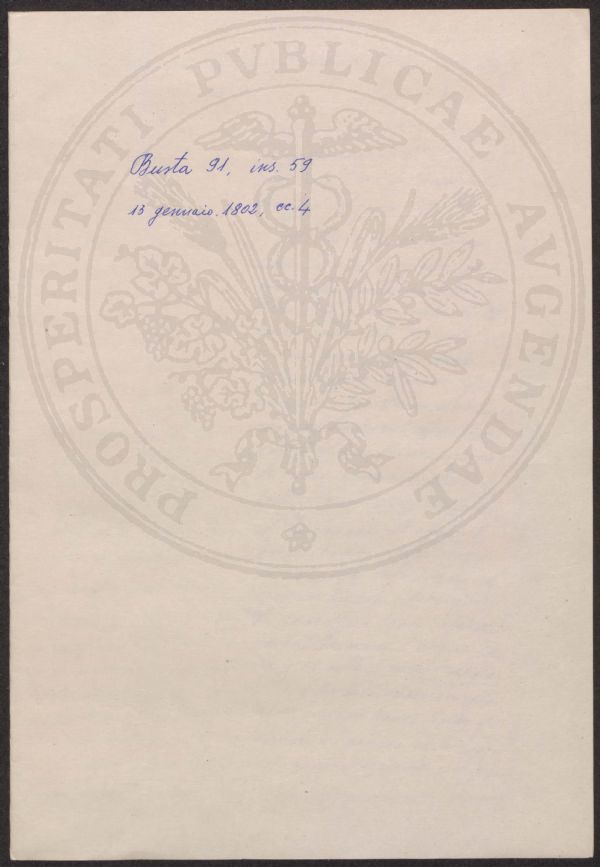 PROSPERITATI PVBLICAE AVGENDAE
Busta 91, ins. 59
13 gennaio. 1802, cc. 4